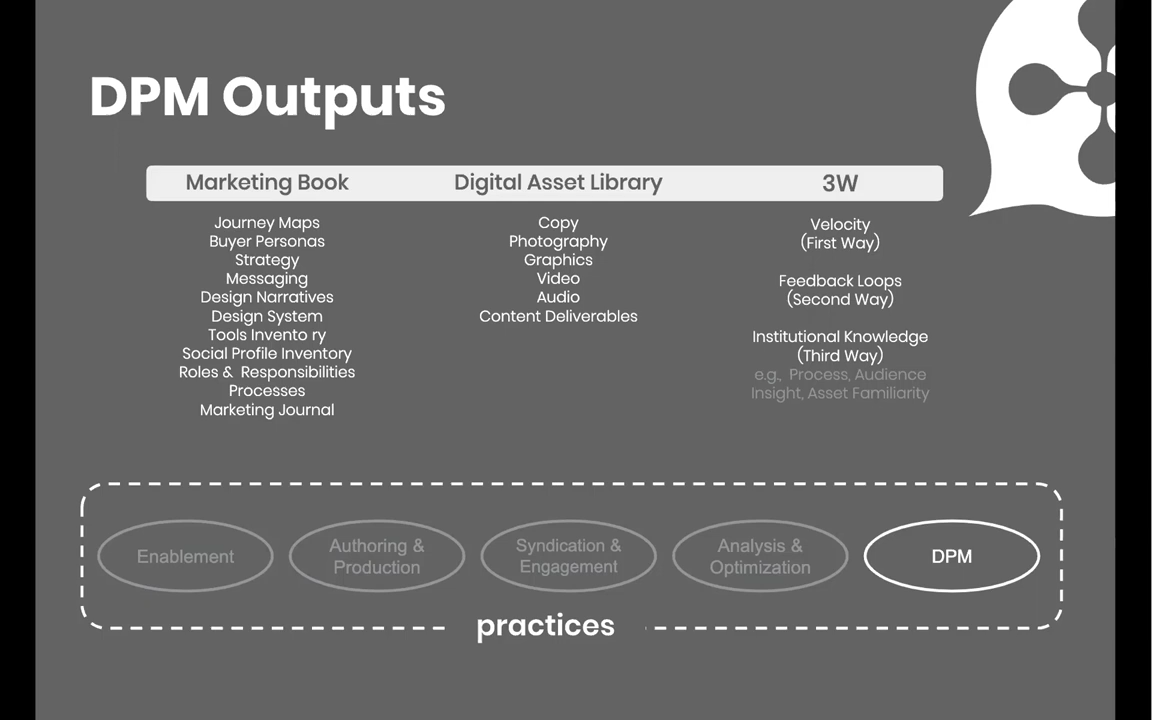 DPM Outputs
Marketing Book
Journey Maps
Buyer Personas
Strategy
Messaging
Design Narratives
Design System
Tools Invento ry
Social Profile Inventory
Roles & Responsibilities
Processes
Marketing Journal
Digital Asset Library
Copy
Photography
Graphics
Video
Audio
Content Deliverables
3W
Velocity
(First Way)
Feedback Loops
(Second Way)
Institutional Knowledge
(Third Way)
e.g., Process, Audience
Insight, Asset Familiarity
Enablement
Authoring &
Production
Syndication &
Engagement
Analysis &
Optimization
DPM
practices